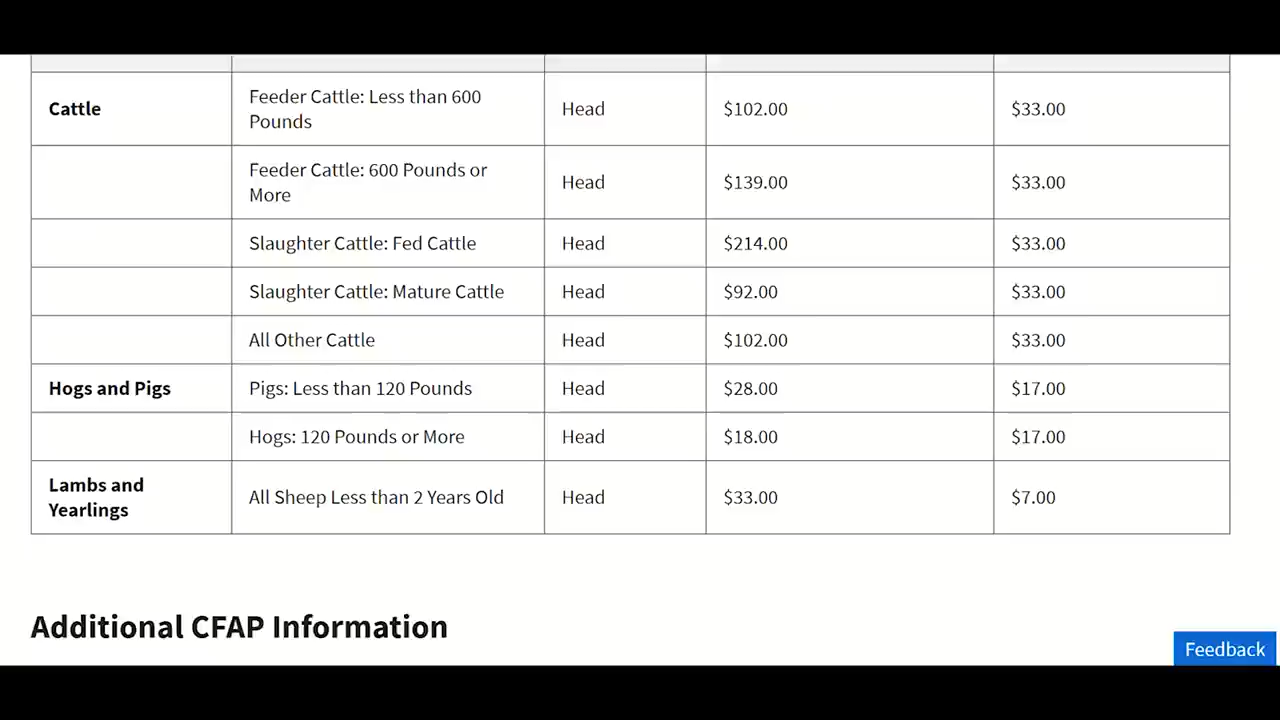 Cattle
Feeder Cattle: Less than 600
Pounds
Head
$102.00
$33.00
Feeder Cattle: 600 Pounds or
More
Head
$139.00
$33.00
Slaughter Cattle: Fed Cattle
Head
$214.00
$33.00
Slaughter Cattle: Mature Cattle
Head
$92.00
$33.00
All Other Cattle
Head
$102.00
$33.00
Hogs and Pigs
Pigs: Less than 120 Pounds
Head
$28.00
$17.00
Hogs: 120 Pounds or More
Head
$18.00
$17.00
Lambs and
Yearlings
All Sheep Less than 2 Years Old
Head
$33.00
$7.00
Additional CFAP Information
Feedback